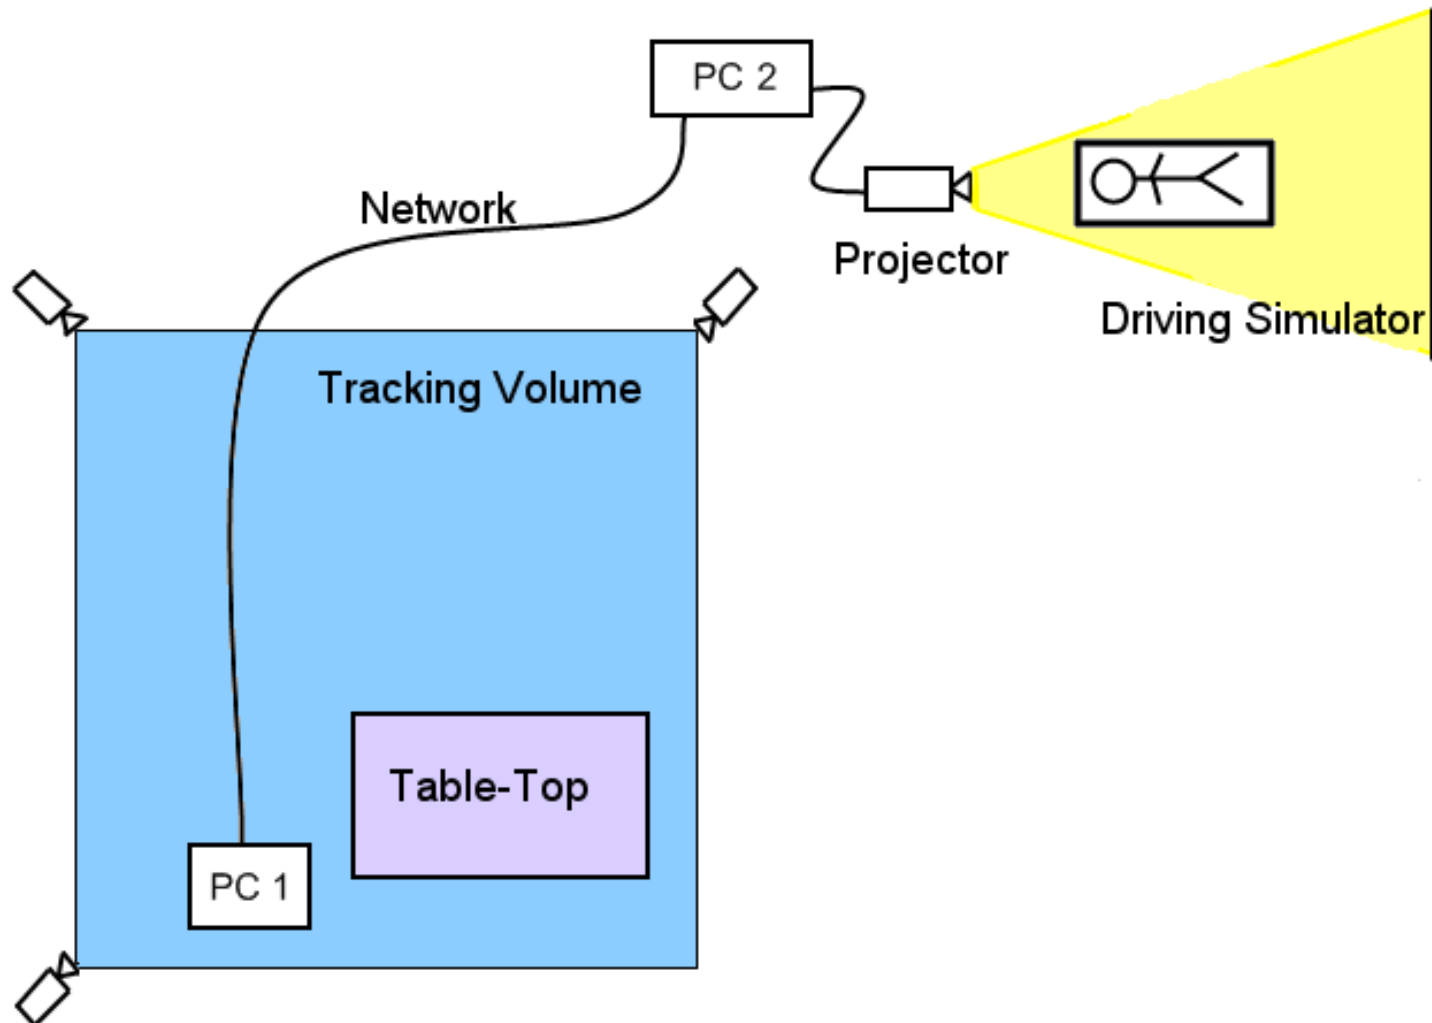 PC 2
Network
Projector
Driving Simulator
Tracking Volume
Table-Top
PC 1